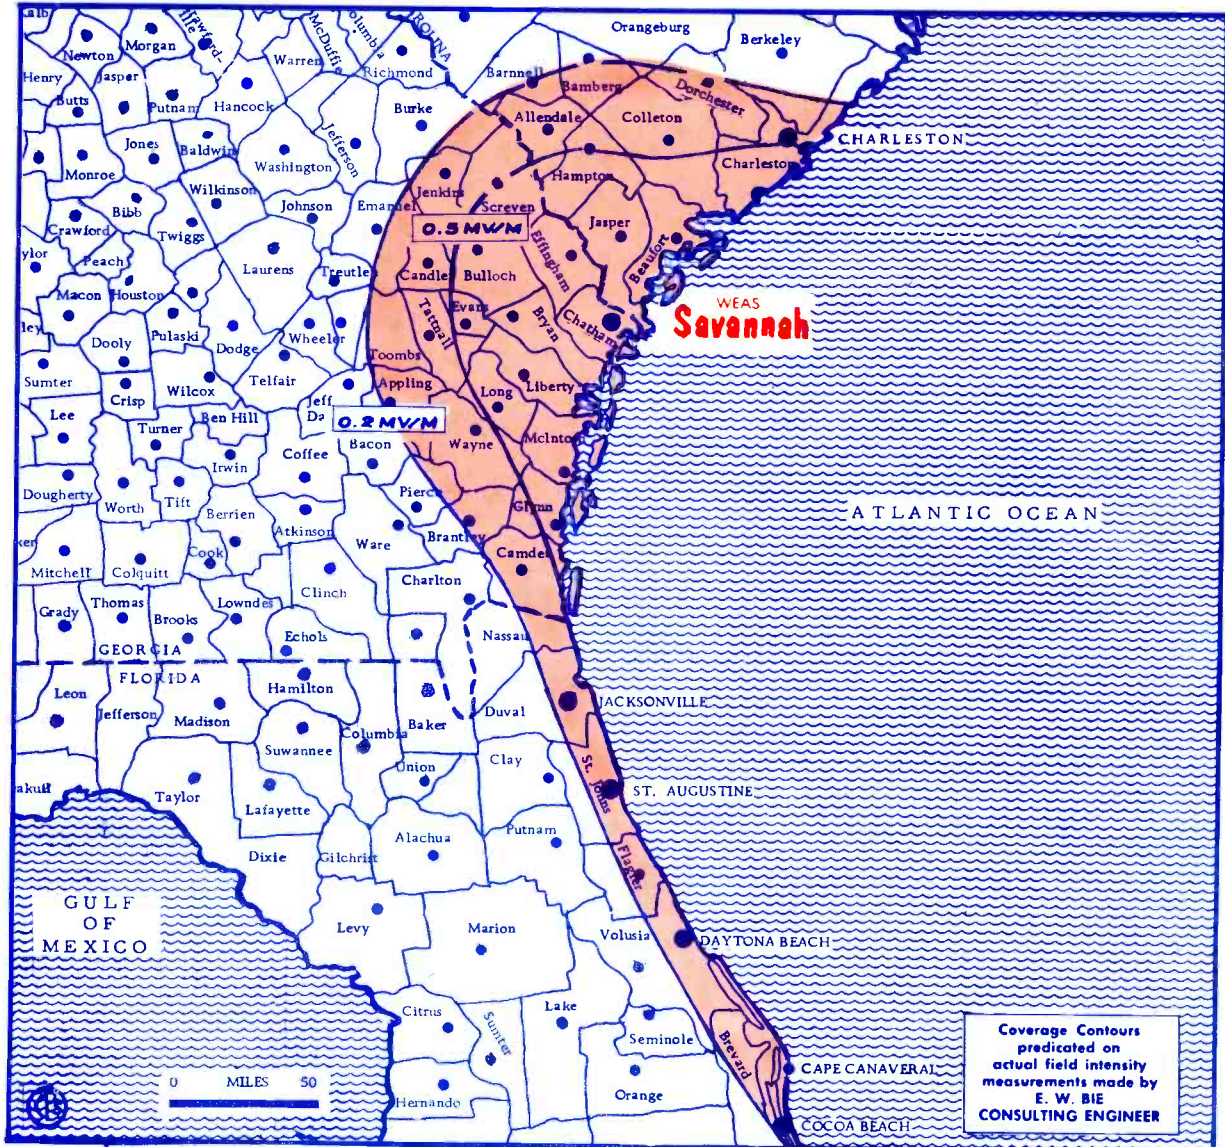 Orangeburg
Berkeley
Newton
Morgan
Warren
McDuffie
Richmond
Barnnell
Bamberg
Dorchester
Henry
Jasper
Butts
Putnam
Hancock
Burke
Allendale
Colleton
CHARLESTON
Jones
Baldwin
Jefferson
Washington
Charleston
Monroe
Wilkinson
Jenkins
Hampton
Bibb
Johnson
Emanuel
Screven
Jasper
Crawford
Twiggs
0.5 MW/M
Effingham
Beaufort
Peach
Laurens
Treutle
Candle
Bulloch
Macon
Houston
WEAS
Savannah
Evans
Tattnall
Bryan
Chatham
Pulaski
Dooly
Dodge
Wheeler
Toombs
Sumter
Wilcox
Telfair
Appling
Long
Liberty
Crisp
Jeff
Da
Lee
Ben Hill
0.2 MV/M
Turner
Bacon
Wayne
McInto
Irwin
Coffee
Dougherty
Worth
Tift
Pierce
Glynn
ATLANTIC OCEAN
Berrien
Atkinson
Ware
Brantley
Camden
Cook
Mitchell
Colquitt
Clinch
Charlton
Grady
Thomas
Brooks
Lowndes
Echols
Nassau
GEORGIA
FLORIDA
Leon
Hamilton
Jefferson
Madison
Baker
Duval
JACKSONVILLE
Columbia
Suwannee
Union
Clay
St. Johns
ST. AUGUSTINE
Taylor
Lafayette
Alachua
Putnam
Dixie
Gilchrist
Flagler
GULF
OF
MEXICO
Levy
Marion
Volusia
DAYTONA BEACH
Citrus
Sumter
Lake
Seminole
Brevard
CAPE CANAVERAL
0 MILES 50
Hernando
Orange
COCOA BEACH
Coverage Contours
predicated on
actual field intensity
measurements made by
E. W. BIE
CONSULTING ENGINEER